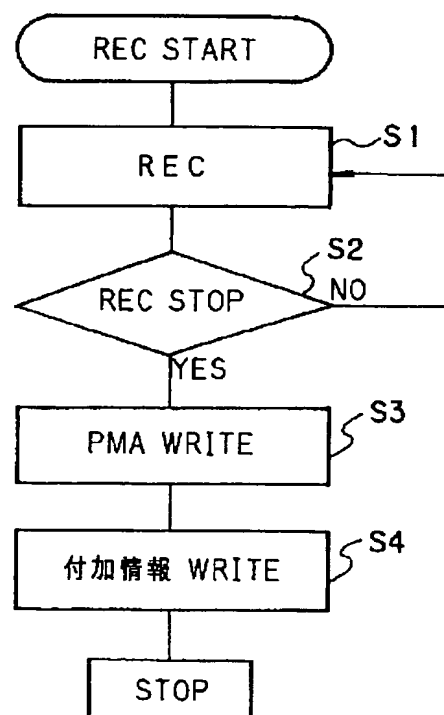 REC START
S1
REC
S2
REC STOP
NO
YES
S3
PMA WRITE
S4
付加情報 WRITE
STOP